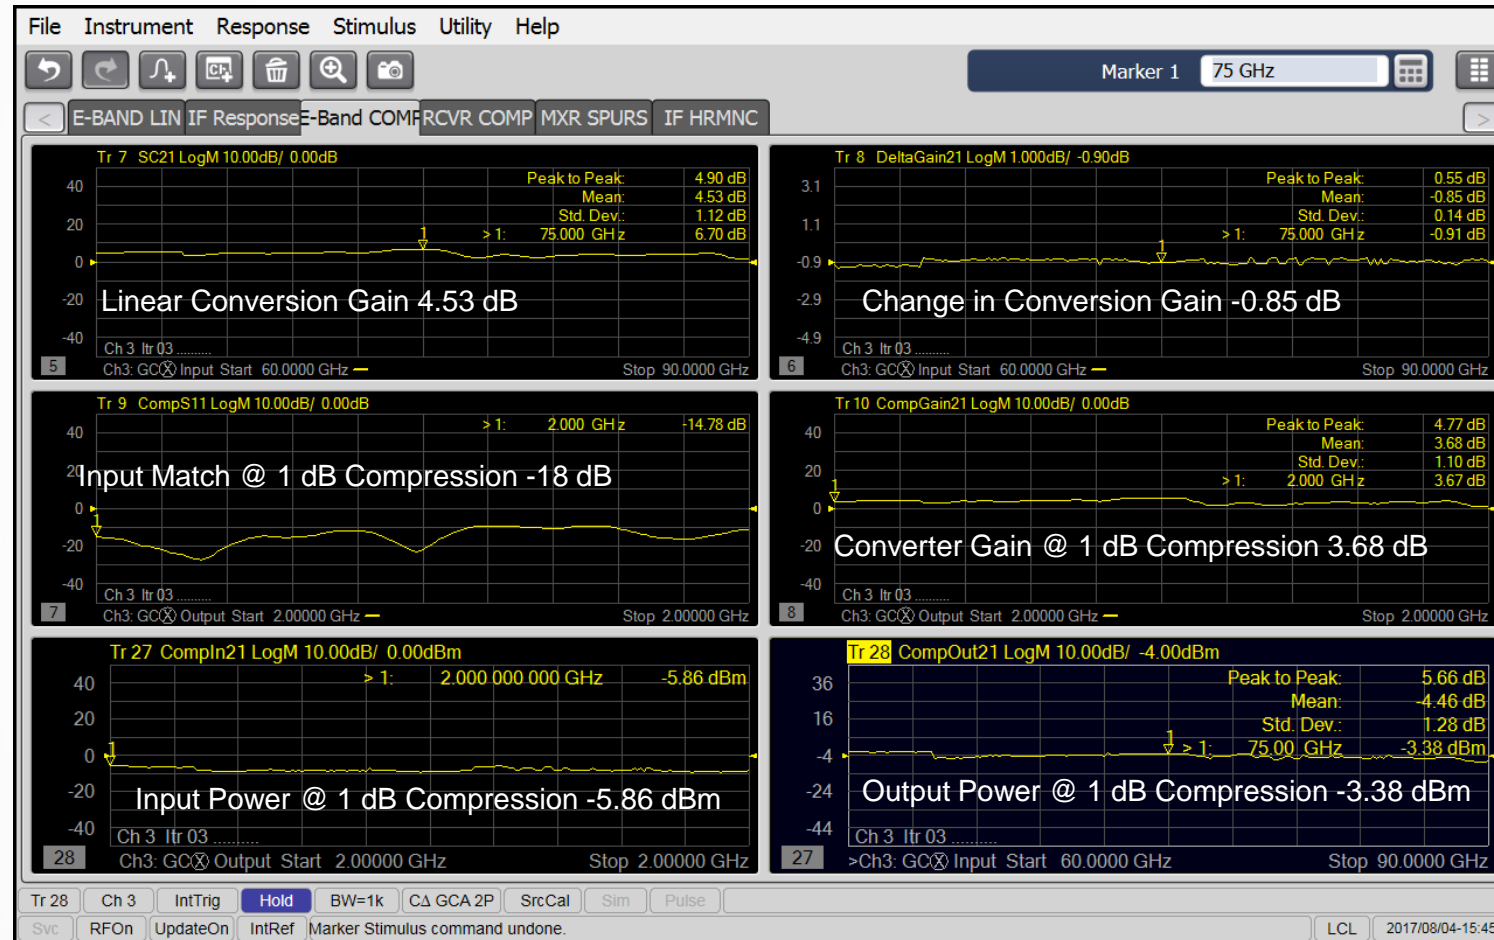 File Instrument Response Stimulus Utility Help
Marker 1 75 GHz
< E-BAND LIN IF Response E-Band COMP RCVR COMP MXR SPURS IF HRMNC >
Tr 7 SC21 LogM 10.00dB/ 0.00dB
Peak to Peak: 4.90 dB
40
Mean: 4.53 dB
Std. Dev.: 1.12 dB
20
1
> 1: 75.000 GHz 6.70 dB
0
-20
Linear Conversion Gain 4.53 dB
-40
Ch 3 Itr 03 ..........
5
Ch3: GCX Input Start 60.0000 GHz
Stop 90.0000 GHz
Tr 8 DeltaGain21 LogM 1.000dB/ -0.90dB
Peak to Peak: 0.55 dB
3.1
Mean: -0.85 dB
Std. Dev.: 0.14 dB
1.1
> 1: 75.000 GHz -0.91 dB
1
-0.9
-2.9
Change in Conversion Gain -0.85 dB
-4.9
Ch 3 Itr 03 ..........
6
Ch3: GCX Input Start 60.0000 GHz
Stop 90.0000 GHz
Tr 9 CompS11 LogM 10.00dB/ 0.00dB
> 1: 2.000 GHz -14.78 dB
40
20
Input Match @ 1 dB Compression -18 dB
0
1
-20
-40
Ch 3 Itr 03 ..........
7
Ch3: GCX Output Start 2.00000 GHz
Stop 2.00000 GHz
Tr 10 CompGain21 LogM 10.00dB/ 0.00dB
Peak to Peak: 4.77 dB
40
Mean: 3.68 dB
Std. Dev.: 1.10 dB
20
> 1: 2.000 GHz 3.67 dB
1
0
-20
Converter Gain @ 1 dB Compression 3.68 dB
-40
Ch 3 Itr 03 ..........
8
Ch3: GCX Output Start 2.00000 GHz
Stop 2.00000 GHz
Tr 27 CompIn21 LogM 10.00dB/ 0.00dBm
> 1: 2.000 000 000 GHz -5.86 dBm
40
20
0
1
-20
Input Power @ 1 dB Compression -5.86 dBm
-40
Ch 3 Itr 03 ..........
28
Ch3: GCX Output Start 2.00000 GHz
Stop 2.00000 GHz
Tr 28 CompOut21 LogM 10.00dB/ -4.00dBm
Peak to Peak: 5.66 dB
36
Mean: -4.46 dB
16
Std. Dev.: 1.28 dB
1
> 1: 75.00 GHz -3.38 dBm
-4
-24
Output Power @ 1 dB Compression -3.38 dBm
-44
Ch 3 Itr 03 ..........
27
>Ch3: GCX Input Start 60.0000 GHz
Stop 90.0000 GHz
Tr 28 Ch 3 IntTrig Hold BW=1k CΔ GCA 2P SrcCal Sim Pulse
Svc RFOn UpdateOn IntRef Marker Stimulus command undone. LCL 2017/08/04-15:45